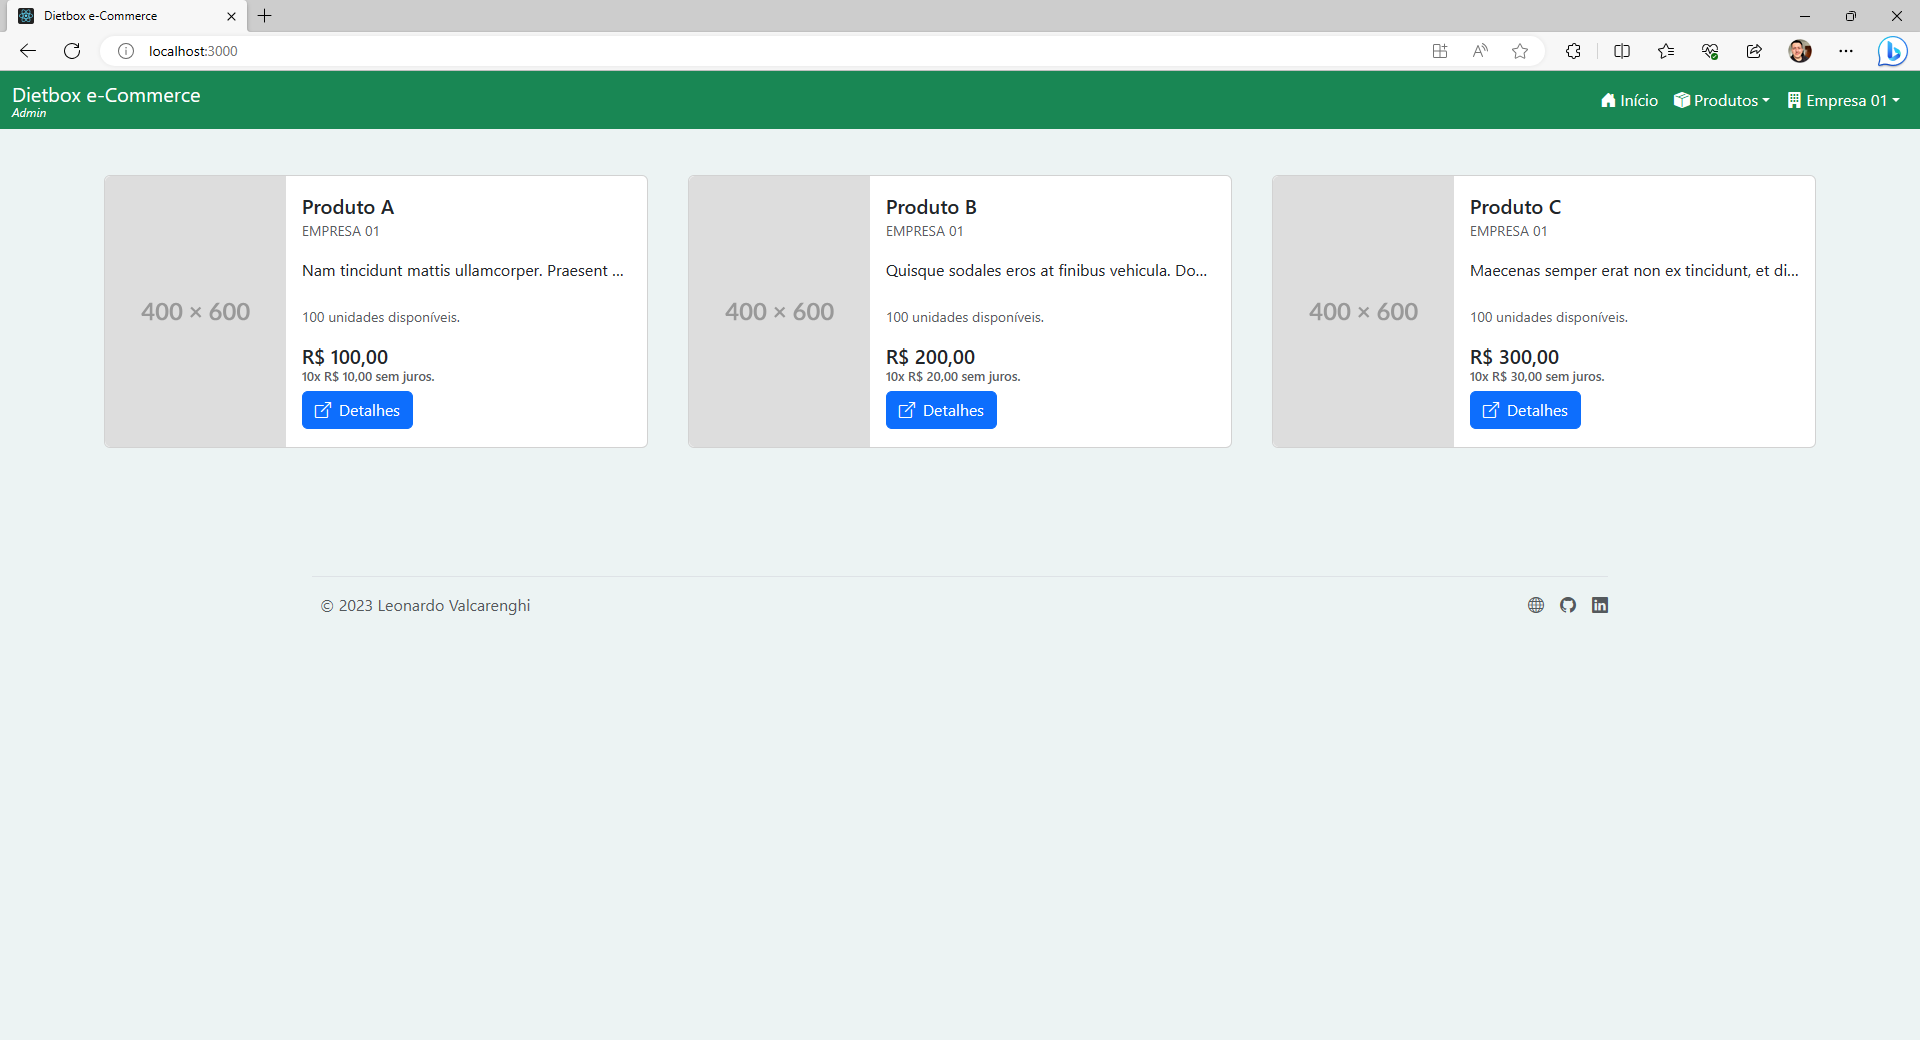 Dietbox e-Commerce
localhost:3000
Dietbox e-Commerce
Admin
Início
Produtos
Empresa 01
400 × 600
Produto A
EMPRESA 01
Nam tincidunt mattis ullamcorper. Praesent ...
100 unidades disponíveis.
R$ 100,00
10x R$ 10,00 sem juros.
Detalhes
400 × 600
Produto B
EMPRESA 01
Quisque sodales eros at finibus vehicula. Do...
100 unidades disponíveis.
R$ 200,00
10x R$ 20,00 sem juros.
Detalhes
400 × 600
Produto C
EMPRESA 01
Maecenas semper erat non ex tincidunt, et di...
100 unidades disponíveis.
R$ 300,00
10x R$ 30,00 sem juros.
Detalhes
© 2023 Leonardo Valcarenghi